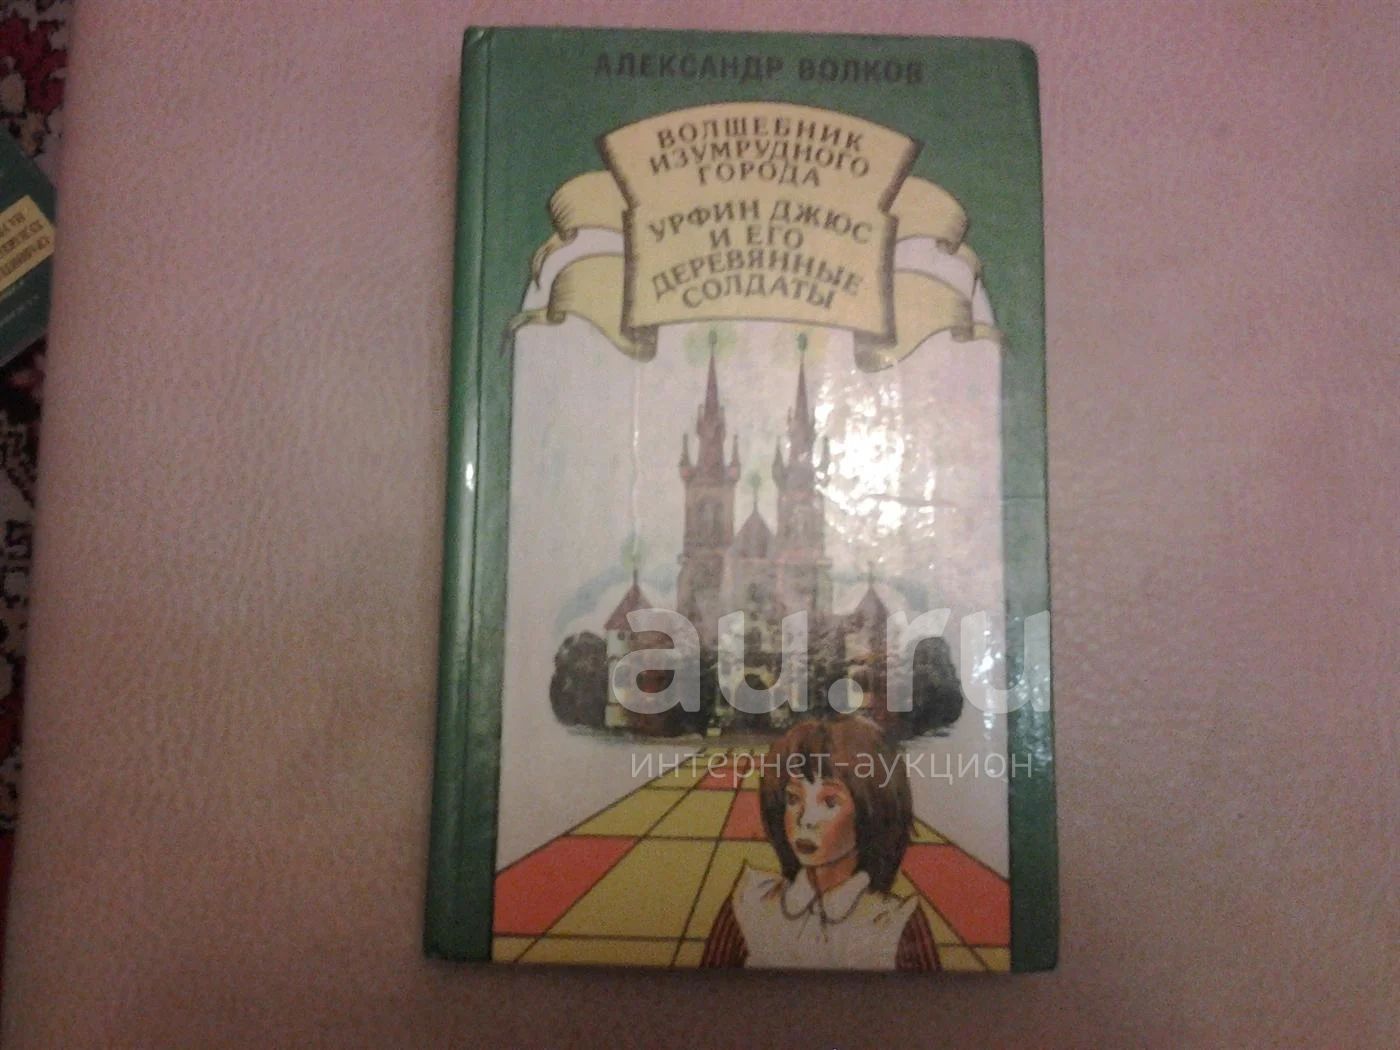 АЛЕКСАНДР ВОЛКОВ
ВОЛШЕБНИК
ИЗУМРУДНОГО
ГОРОДА
УРФИН ДЖЮС
И ЕГО
ДЕРЕВЯННЫЕ
СОЛДАТЫ
au.ru
интернет-аукцион